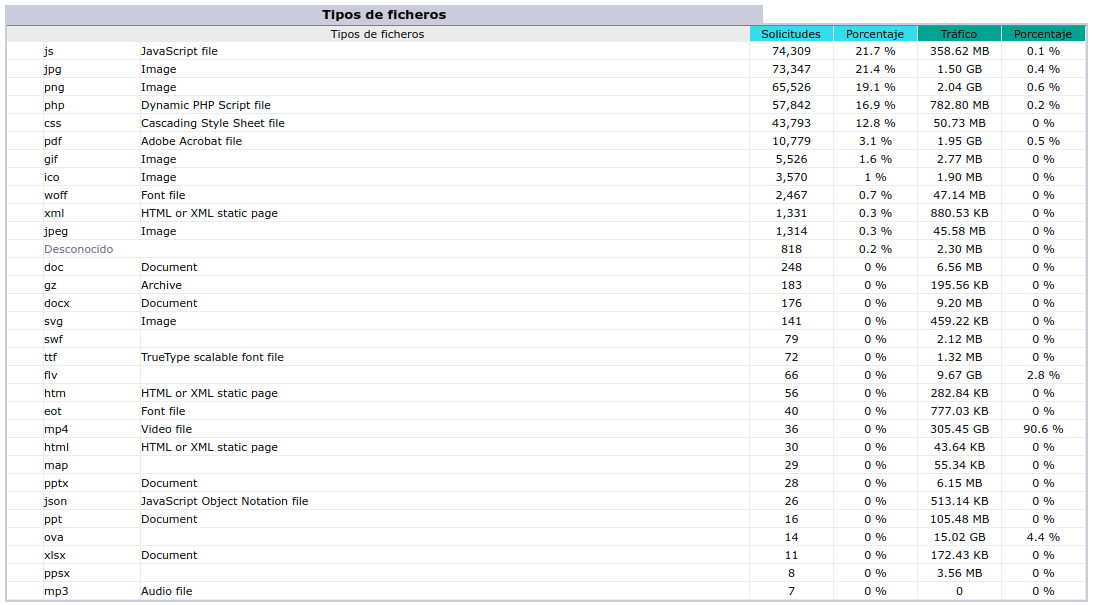 Tipos de ficheros
Tipos de ficheros Solicitudes Porcentaje Tráfico Porcentaje
js JavaScript file 74,309 21.7 % 358.62 MB 0.1 %
jpg Image 73,347 21.4 % 1.50 GB 0.4 %
png Image 65,526 19.1 % 2.04 GB 0.6 %
php Dynamic PHP Script file 57,842 16.9 % 782.80 MB 0.2 %
css Cascading Style Sheet file 43,793 12.8 % 50.73 MB 0 %
pdf Adobe Acrobat file 10,779 3.1 % 1.95 GB 0.5 %
gif Image 5,526 1.6 % 2.77 MB 0 %
ico Image 3,570 1 % 1.90 MB 0 %
woff Font file 2,467 0.7 % 47.14 MB 0 %
xml HTML or XML static page 1,331 0.3 % 880.53 KB 0 %
jpeg Image 1,314 0.3 % 45.58 MB 0 %
Desconocido 818 0.2 % 2.30 MB 0 %
doc Document 248 0 % 6.56 MB 0 %
gz Archive 183 0 % 195.56 KB 0 %
docx Document 176 0 % 9.20 MB 0 %
svg Image 141 0 % 459.22 KB 0 %
swf 79 0 % 2.12 MB 0 %
ttf TrueType scalable font file 72 0 % 1.32 MB 0 %
flv 66 0 % 9.67 GB 2.8 %
htm HTML or XML static page 56 0 % 282.84 KB 0 %
eot Font file 40 0 % 777.03 KB 0 %
mp4 Video file 36 0 % 305.45 GB 90.6 %
html HTML or XML static page 30 0 % 43.64 KB 0 %
map 29 0 % 55.34 KB 0 %
pptx Document 28 0 % 6.15 MB 0 %
json JavaScript Object Notation file 26 0 % 513.14 KB 0 %
ppt Document 16 0 % 105.48 MB 0 %
ova 14 0 % 15.02 GB 4.4 %
xlsx Document 11 0 % 172.43 KB 0 %
ppsx 8 0 % 3.56 MB 0 %
mp3 Audio file 7 0 % 0 0 %